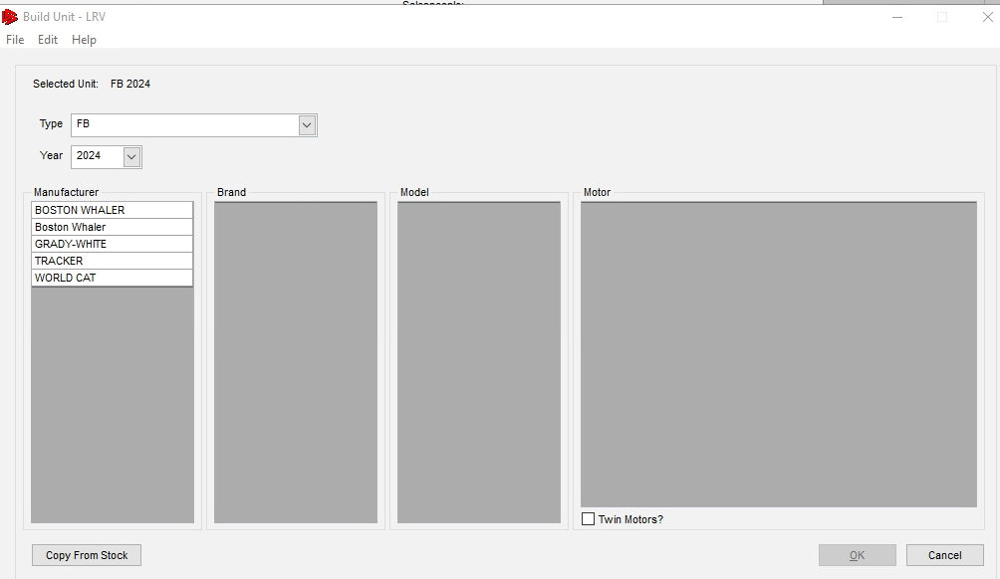 Salespeople:
Build Unit - LRV
File Edit Help
Selected Unit: FB 2024
Type FB
Year 2024
Manufacturer Brand Model Motor
BOSTON WHALER
Boston Whaler
GRADY-WHITE
TRACKER
WORLD CAT
Twin Motors?
Copy From Stock OK Cancel